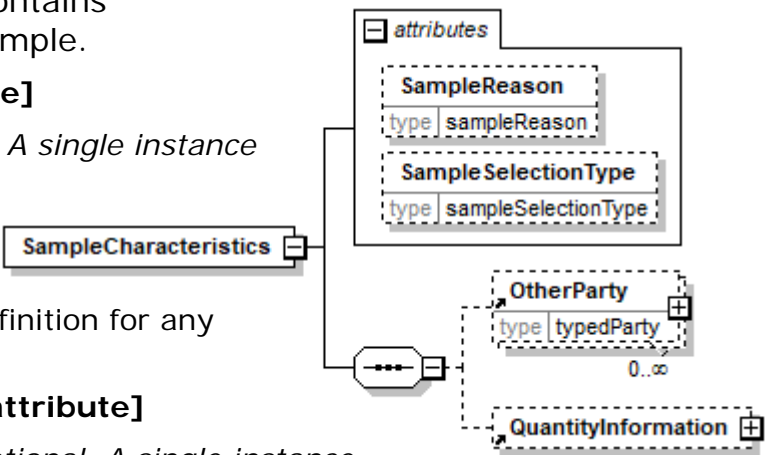 ontains
mple.
e]
A single instance
finition for any
attribute]
tional. A single instance
attributes
SampleReason
type sampleReason
SampleSelectionType
type sampleSelectionType
SampleCharacteristics
OtherParty
type typedParty
0..∞
QuantityInformation